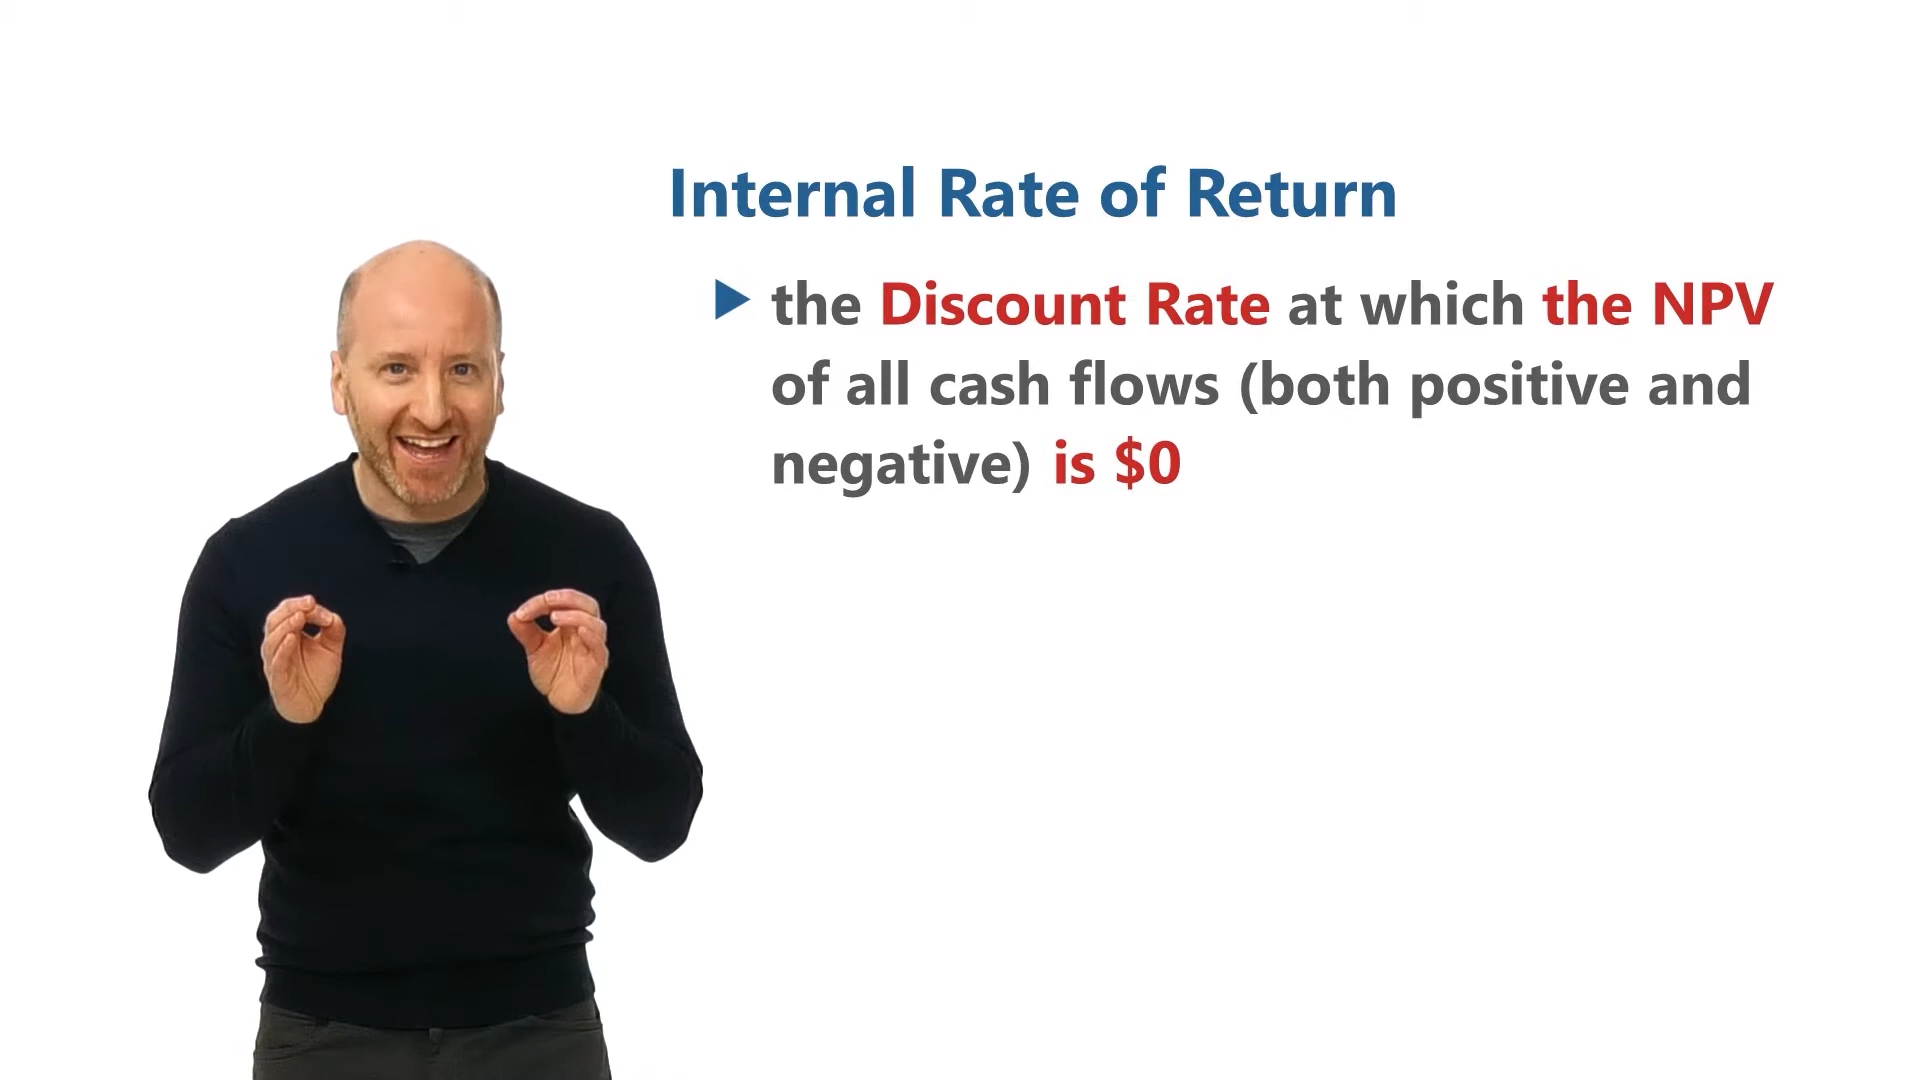 Internal Rate of Return
the Discount Rate at which the NPV
of all cash flows (both positive and
negative) is $0